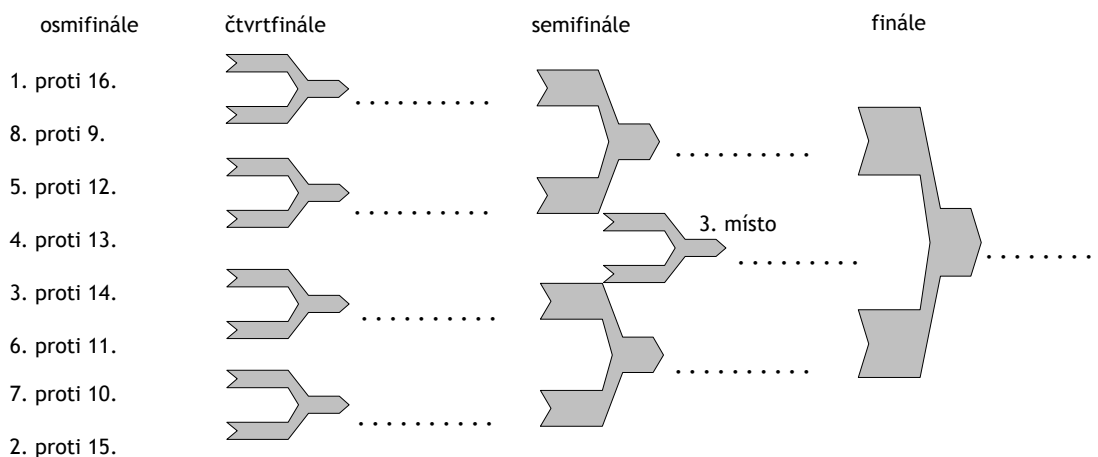 osmifinále
čtvrtfinále
semifinále
finále
1. proti 16.
8. proti 9.
5. proti 12.
4. proti 13.
3. proti 14.
6. proti 11.
7. proti 10.
2. proti 15.
. . . . . . . . . .
. . . . . . . . . .
. . . . . . . . . .
. . . . . . . . . .
. . . . . . . . . .
3. místo
. . . . . . . . .
. . . . . . . . . .
. . . . . . . .